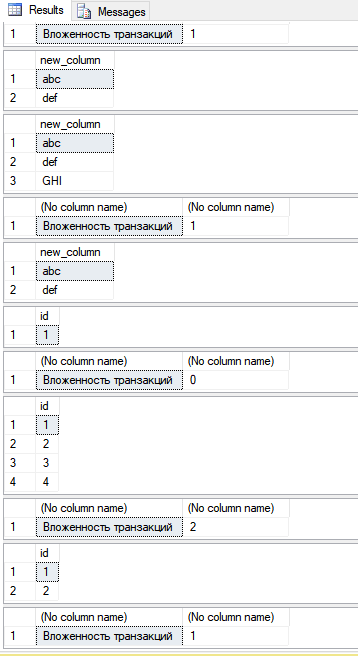 Results Messages
1 Вложенность транзакций 1
new_column
1 abc
2 def
new_column
1 abc
2 def
3 GHI
(No column name) (No column name)
1 Вложенность транзакций 1
new_column
1 abc
2 def
id
1 1
(No column name) (No column name)
1 Вложенность транзакций 0
id
1 1
2 2
3 3
4 4
(No column name) (No column name)
1 Вложенность транзакций 2
id
1 1
2 2
(No column name) (No column name)
1 Вложенность транзакций 1